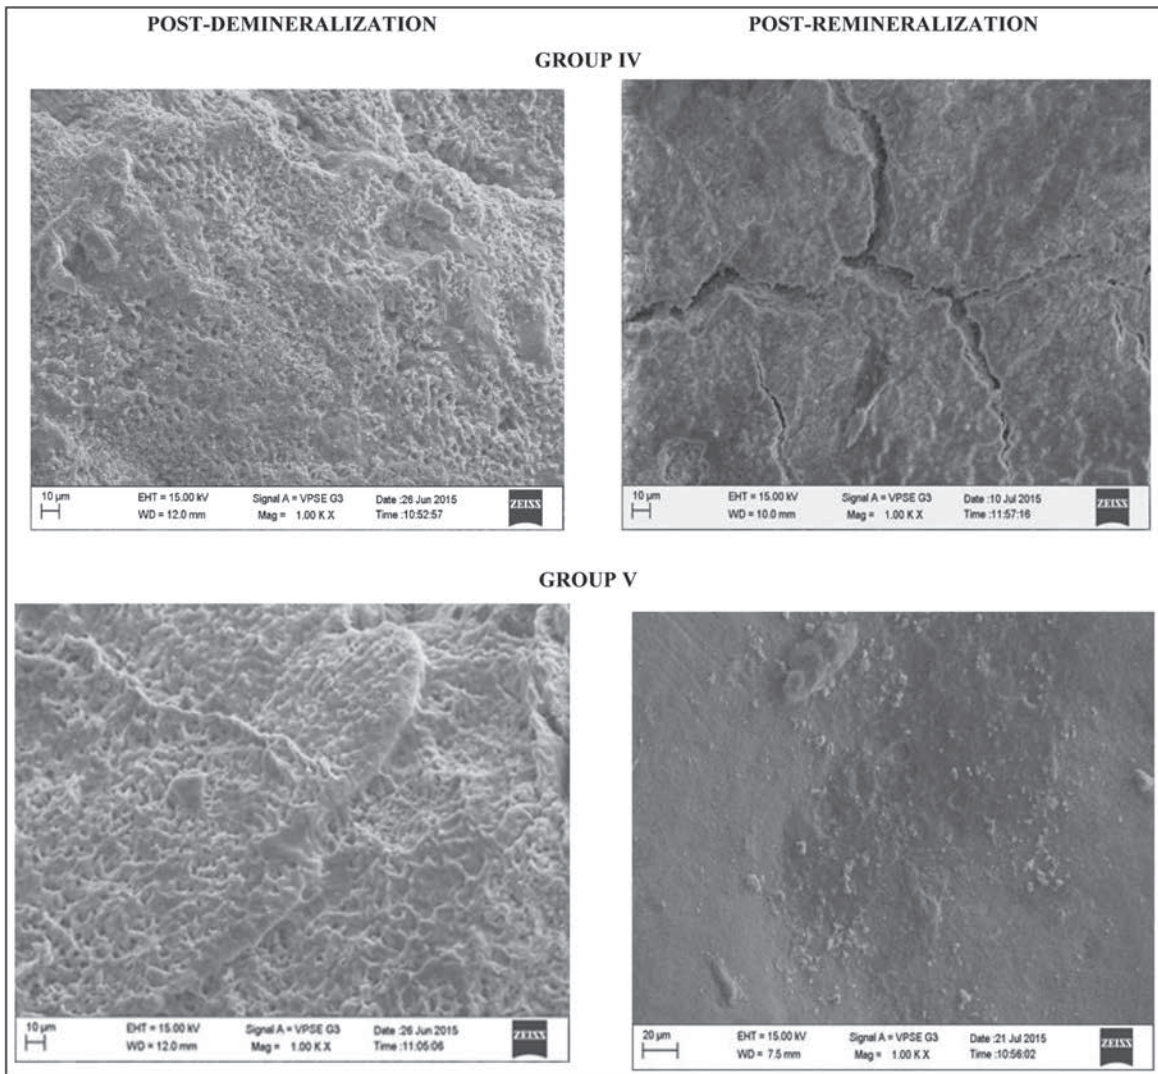 POST-DEMINERALIZATION POST-REMINERALIZATION
GROUP IV
10 µm EHT = 15.00 kV Signal A = VPSE G3 Date :26 Jun 2015 ZEISS
WD = 12.0 mm Mag = 1.00 K X Time :10:52:57
10 µm EHT = 15.00 kV Signal A = VPSE G3 Date :10 Jul 2015 ZEISS
WD = 10.0 mm Mag = 1.00 K X Time :11:57:16
GROUP V
10 µm EHT = 15.00 kV Signal A = VPSE G3 Date :26 Jun 2015 ZEISS
WD = 12.0 mm Mag = 1.00 K X Time :11:05:06
20 µm EHT = 15.00 kV Signal A = VPSE G3 Date :21 Jul 2015 ZEISS
WD = 7.5 mm Mag = 1.00 K X Time :10:56:02